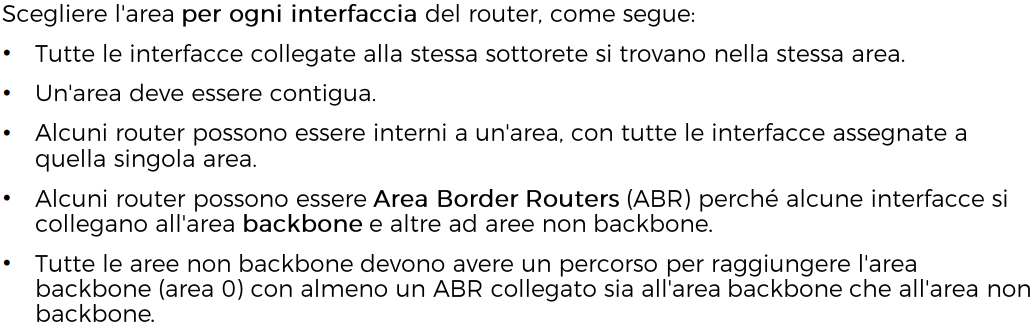 Scegliere l'area per ogni interfaccia del router, come segue:
• Tutte le interfacce collegate alla stessa sottorete si trovano nella stessa area.
• Un'area deve essere contigua.
• Alcuni router possono essere interni a un'area, con tutte le interfacce assegnate a
quella singola area.
• Alcuni router possono essere Area Border Routers (ABR) perché alcune interfacce si
collegano all'area backbone e altre ad aree non backbone.
• Tutte le aree non backbone devono avere un percorso per raggiungere l'area
backbone (area 0) con almeno un ABR collegato sia all'area backbone che all'area non
backbone.